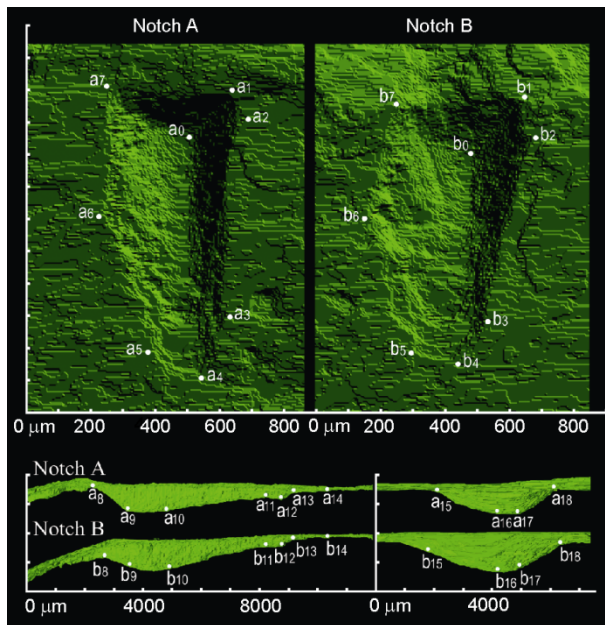 Notch A Notch B
a7 a1 b7 b1
a2 b2
a0 b0
a6 b6
a3 b3
a5 b5
a4 b4
0 μm 200 400 600 800 0 μm 200 400 600 800
Notch A
a8 a9 a10 a11 a12 a13 a14 a15 a16 a17 a18
Notch B
b8 b9 b10 b11 b12 b13 b14 b15 b16 b17 b18
0 μm 4000 8000 0 μm 4000